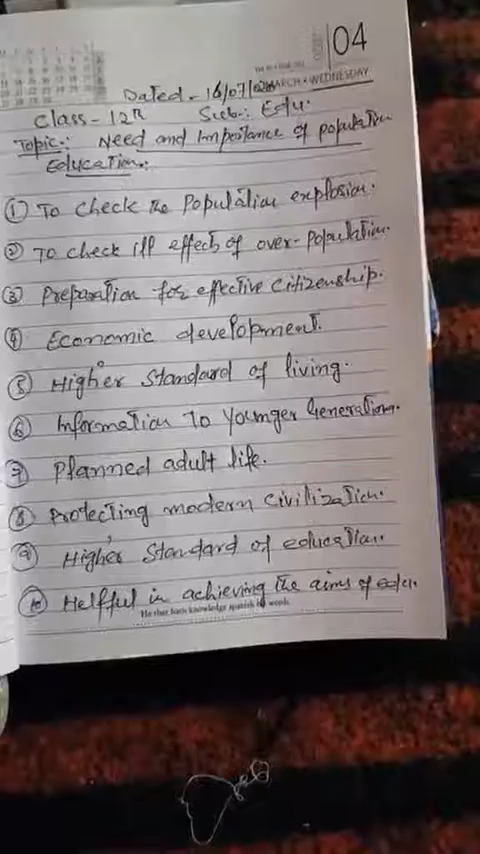 04
MARCH • WEDNESDAY
Dated - 16/07/
Class - 12th Sub:. Edu.
Topic:. Need and Importance of population
Education:.
① To check the Population explosion.
② To check ill effects of over-population.
③ Preparation for effective citizenship.
④ Economic development.
⑤ Higher Standard of living.
⑥ Information To Younger Generations.
⑦ Planned adult life.
⑧ Protecting modern civilization.
⑨ Higher Standard of education.
⑩ Helpful in achieving the aims of edu.
He that hath knowledge spareth his words